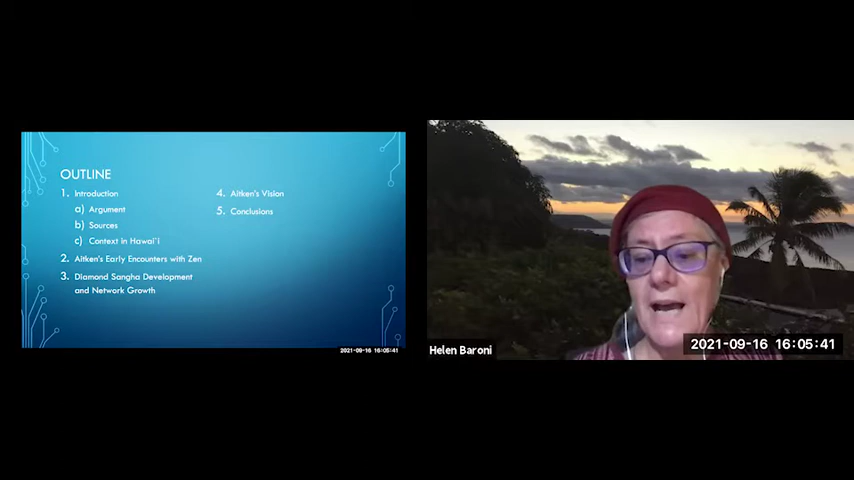 OUTLINE
1. Introduction
a) Argument
b) Sources
c) Context in Hawai`i
2. Aitken's Early Encounters with Zen
3. Diamond Sangha Development
and Network Growth
4. Aitken's Vision
5. Conclusions
2021-09-16 16:05:41
Helen Baroni
2021-09-16 16:05:41